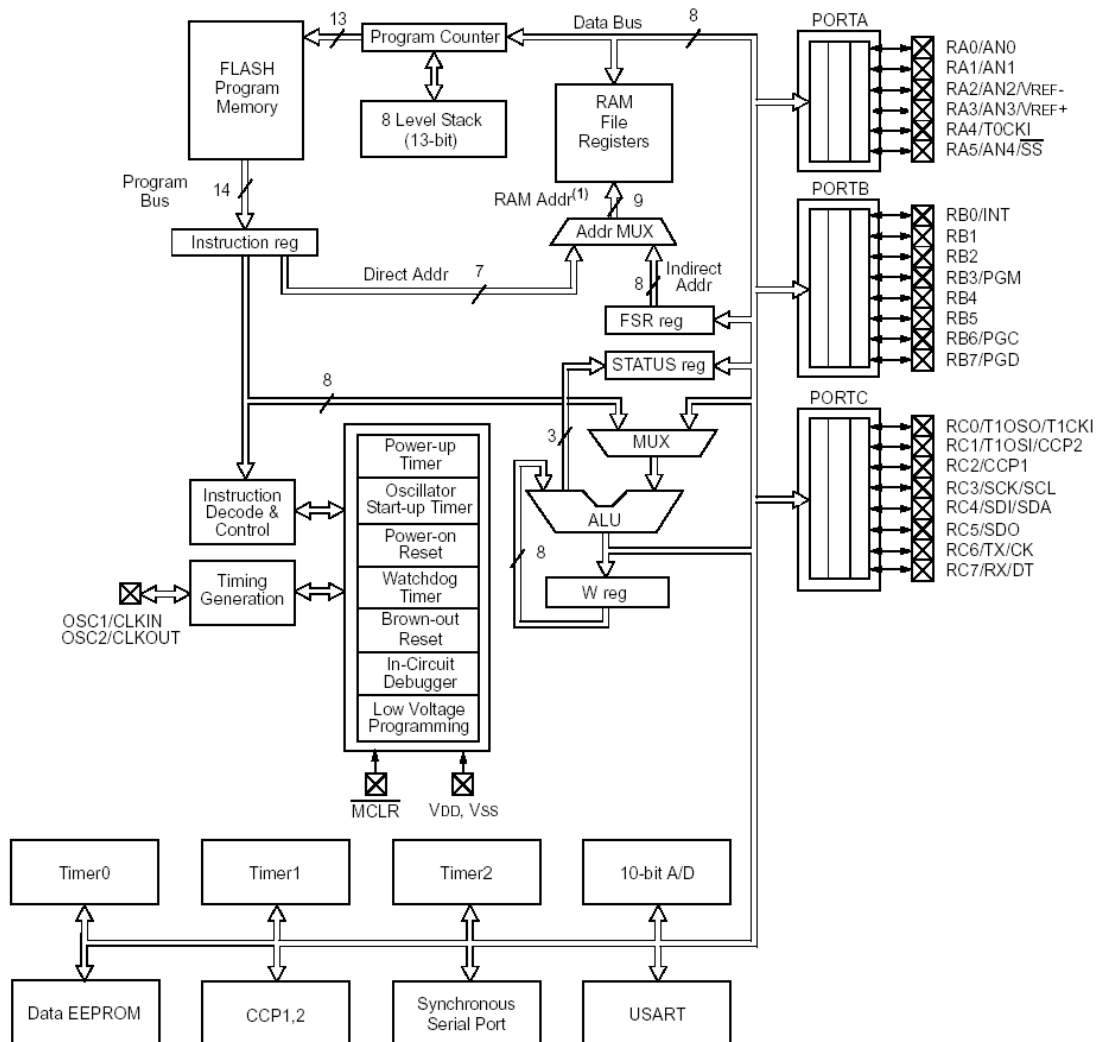 13
Program Counter
Data Bus
8
PORTA
FLASH
Program
Memory
8 Level Stack
(13-bit)
RAM
File
Registers
RA0/AN0
RA1/AN1
RA2/AN2/VREF-
RA3/AN3/VREF+
RA4/T0CKI
RA5/AN4/SS
Program
Bus
14
RAM Addr(1)
9
PORTB
Instruction reg
Addr MUX
Direct Addr
7
8
Indirect
Addr
RB0/INT
RB1
RB2
RB3/PGM
RB4
RB5
RB6/PGC
RB7/PGD
FSR reg
STATUS reg
8
3
MUX
PORTC
RC0/T1OSO/T1CKI
RC1/T1OSI/CCP2
RC2/CCP1
RC3/SCK/SCL
RC4/SDI/SDA
RC5/SDO
RC6/TX/CK
RC7/RX/DT
Power-up
Timer
Oscillator
Start-up Timer
Power-on
Reset
Watchdog
Timer
Brown-out
Reset
In-Circuit
Debugger
Low Voltage
Programming
Instruction
Decode &
Control
ALU
8
W reg
Timing
Generation
OSC1/CLKIN
OSC2/CLKOUT
MCLR
VDD, VSS
Timer0
Timer1
Timer2
10-bit A/D
Data EEPROM
CCP1,2
Synchronous
Serial Port
USART